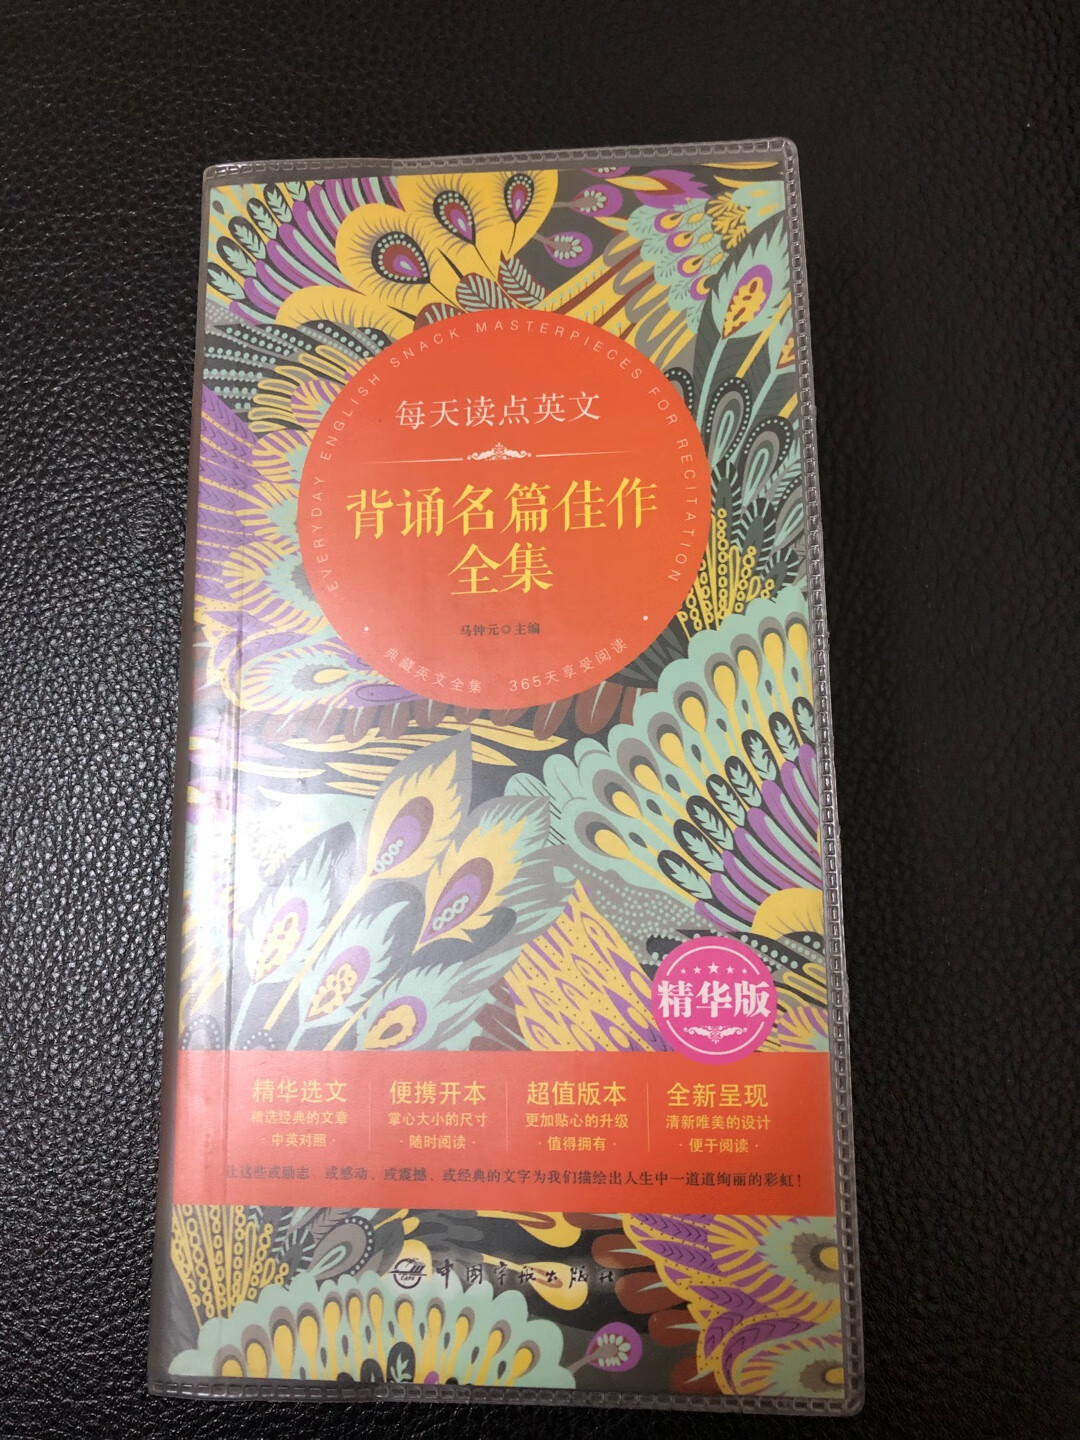 EVERYDAY ENGLISH SNACK MASTERPIECES FOR RECITATION
每天读点英文
背诵名篇佳作
全集
马钟元◎主编
典藏英文全集 365天享受阅读
精华版
精华选文
精选经典的文章
·中英对照·
便携开本
掌心大小的尺寸
·随时阅读·
超值版本
更加贴心的升级
·值得拥有·
全新呈现
清新唯美的设计
·便于阅读·
让这些或励志、或感动、或震撼、或经典的文字为我们描绘出人生中一道道绚丽的彩虹!
中国宇航出版社